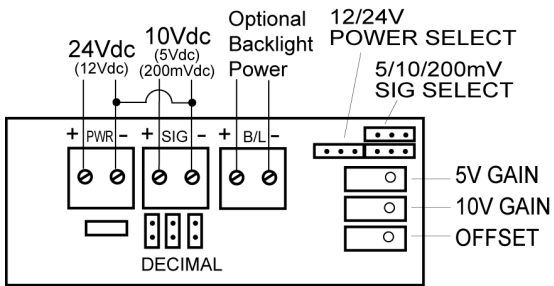 24Vdc
(12Vdc)
10Vdc
(5Vdc)
(200mVdc)
Optional
Backlight
Power
12/24V
POWER SELECT
5/10/200mV
SIG SELECT
+ PWR -
+ SIG -
+ B/L -
5V GAIN
10V GAIN
OFFSET
DECIMAL